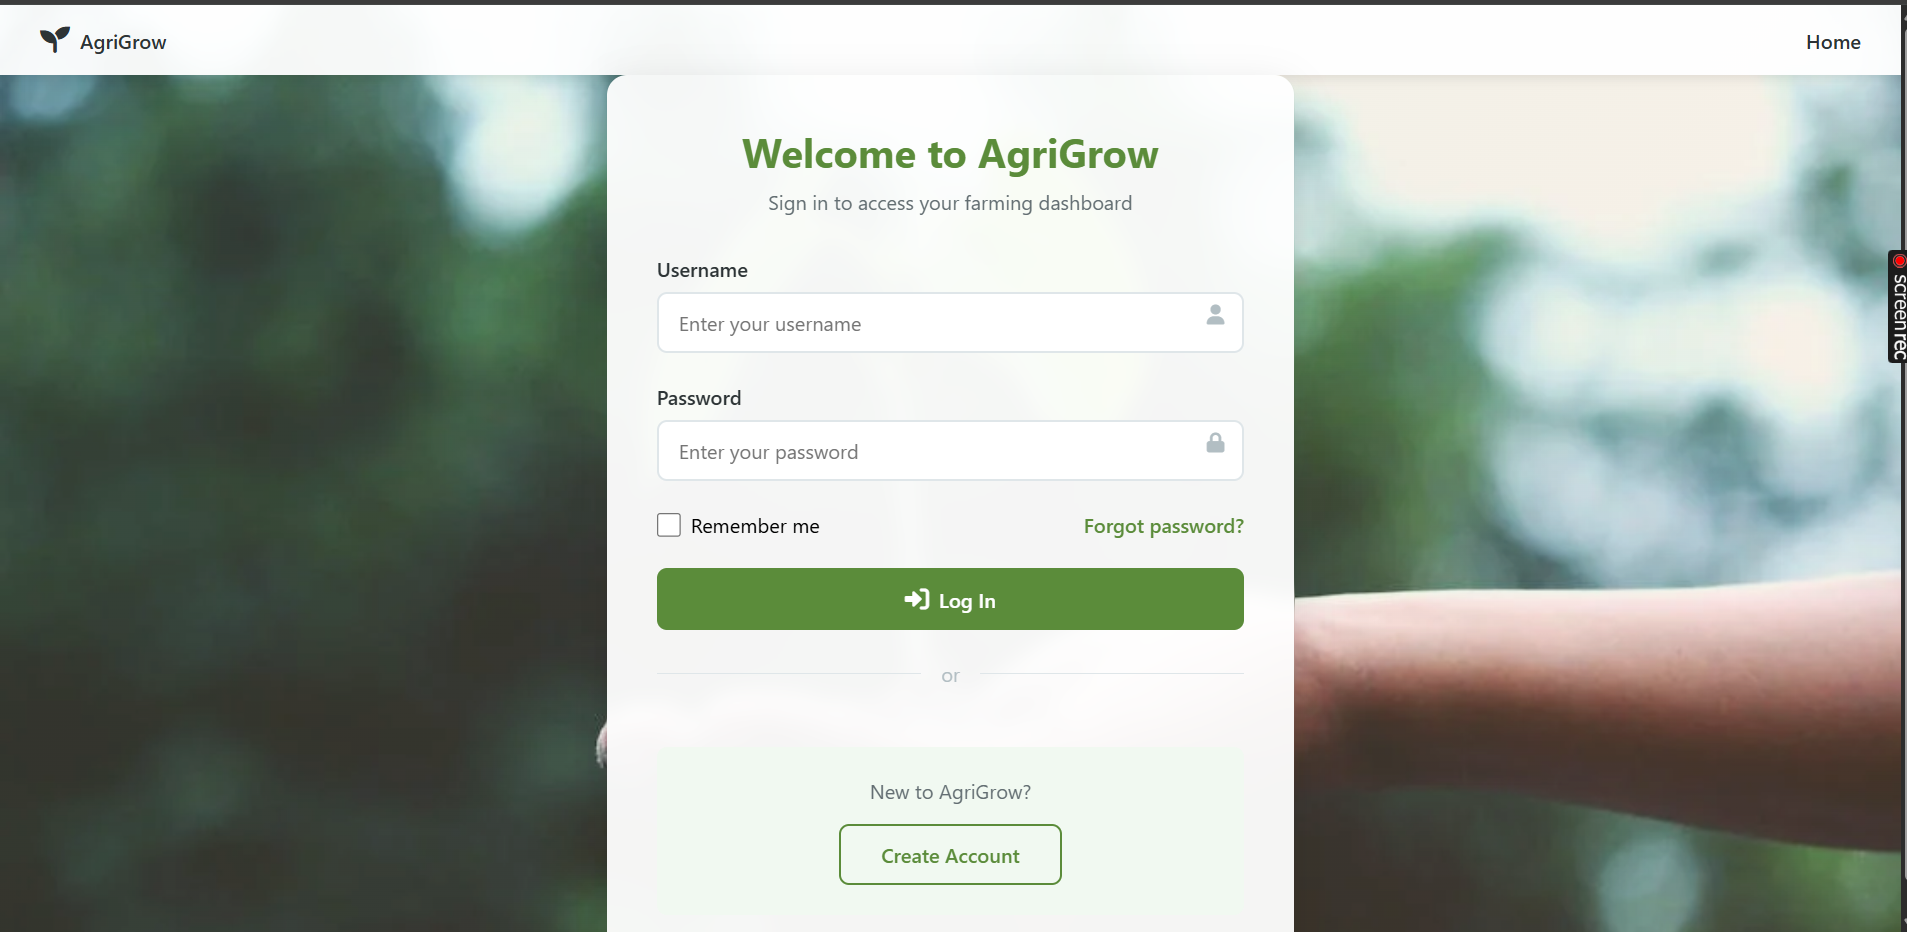 AgriGrow
Home
Welcome to AgriGrow
Sign in to access your farming dashboard
Username
Enter your username
Password
Enter your password
Remember me
Forgot password?
Log In
or
New to AgriGrow?
Create Account
screenrec